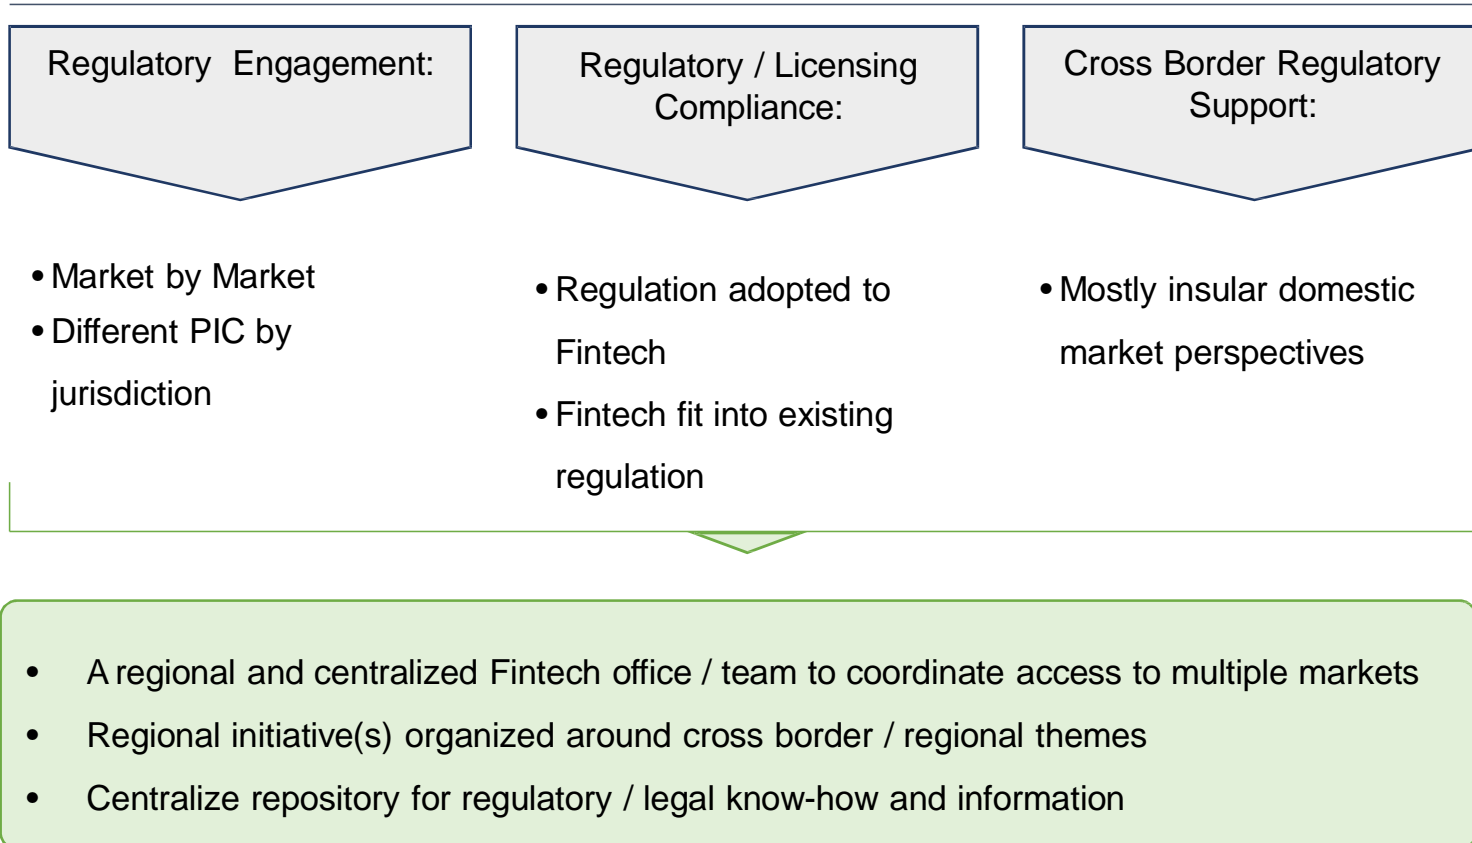 Regulatory Engagement:
• Market by Market
• Different PIC by
jurisdiction
Regulatory / Licensing
Compliance:
• Regulation adopted to
Fintech
• Fintech fit into existing
regulation
Cross Border Regulatory
Support:
• Mostly insular domestic
market perspectives
• A regional and centralized Fintech office / team to coordinate access to multiple markets
• Regional initiative(s) organized around cross border / regional themes
• Centralize repository for regulatory / legal know-how and information